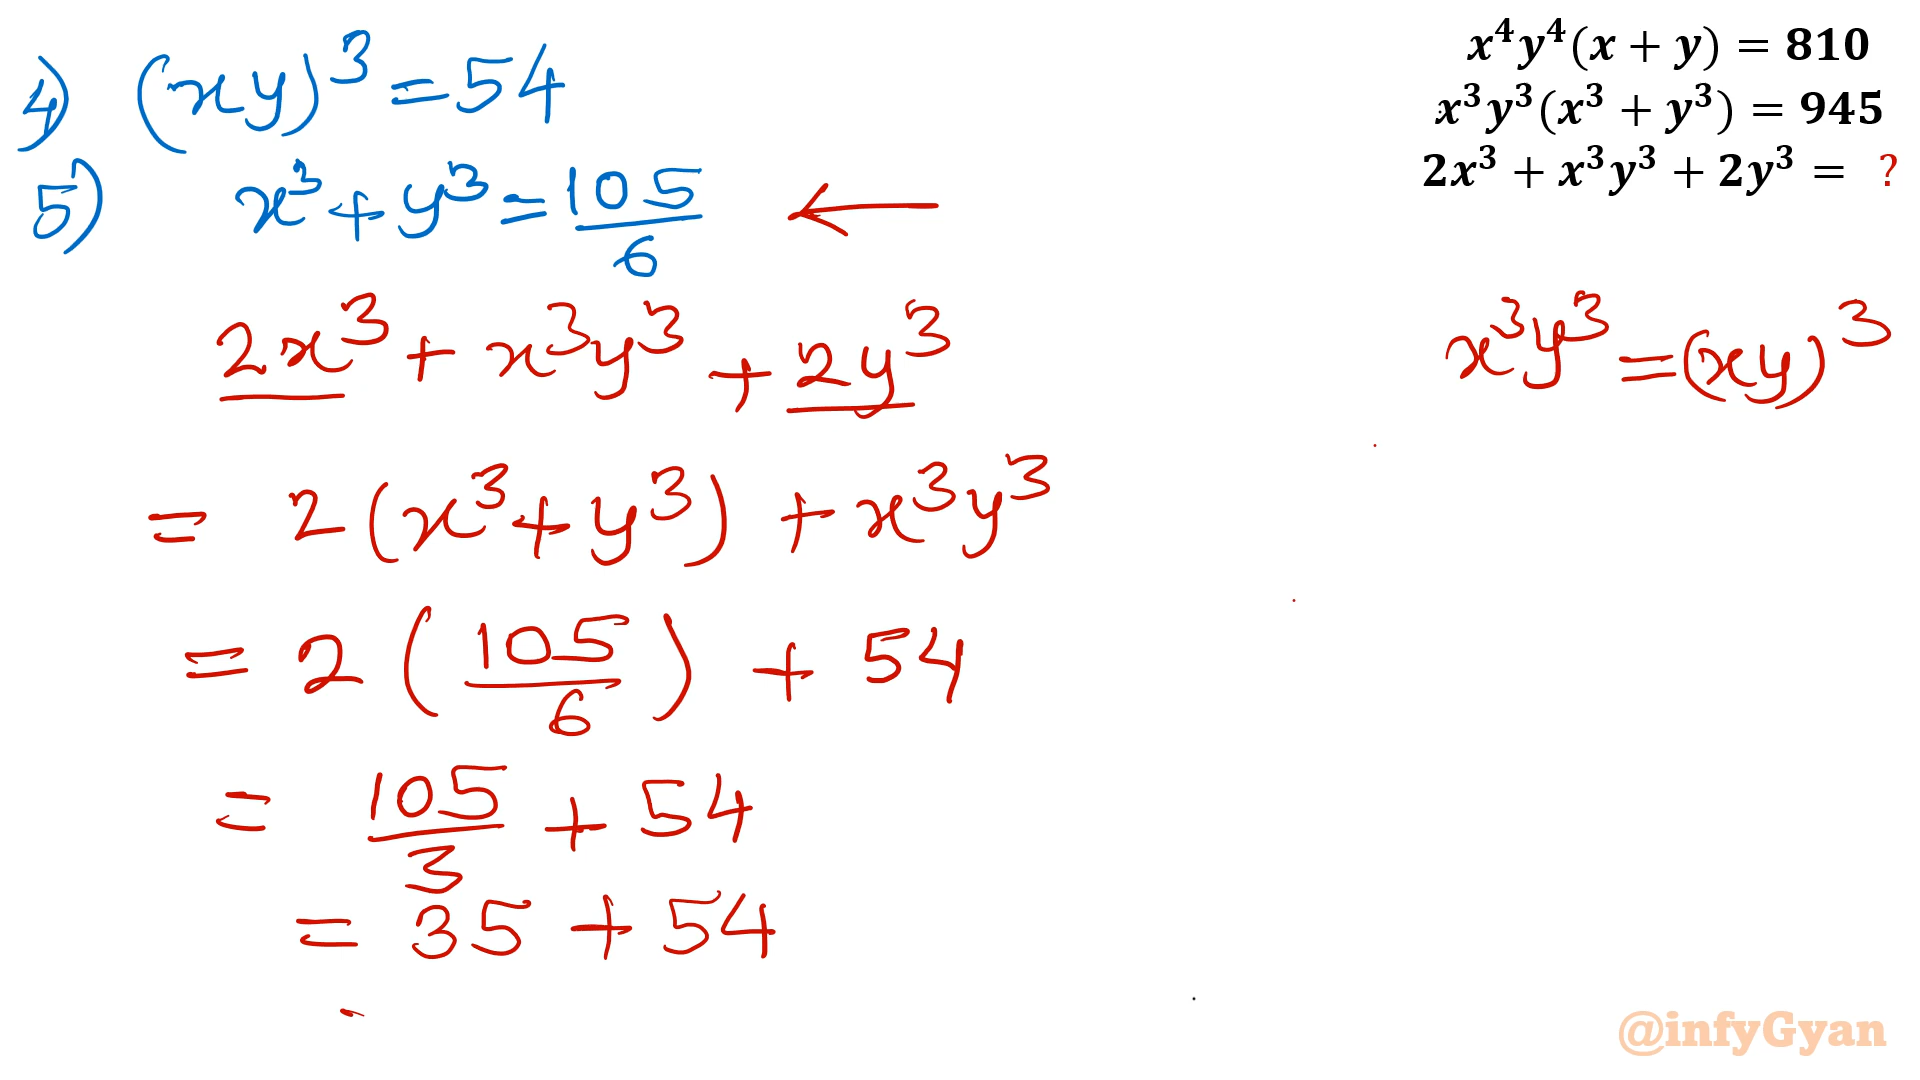 x⁴y⁴(x + y) = 810
x³y³(x³ + y³) = 945
2x³ + x³y³ + 2y³ = ?
4) (xy)³ = 54
5) x³ + y³ = 105/6 ←
2x³ + x³y³ + 2y³
x³y³ = (xy)³
= 2(x³ + y³) + x³y³
= 2(105/6) + 54
= 105/3 + 54
= 35 + 54
@infyGyan